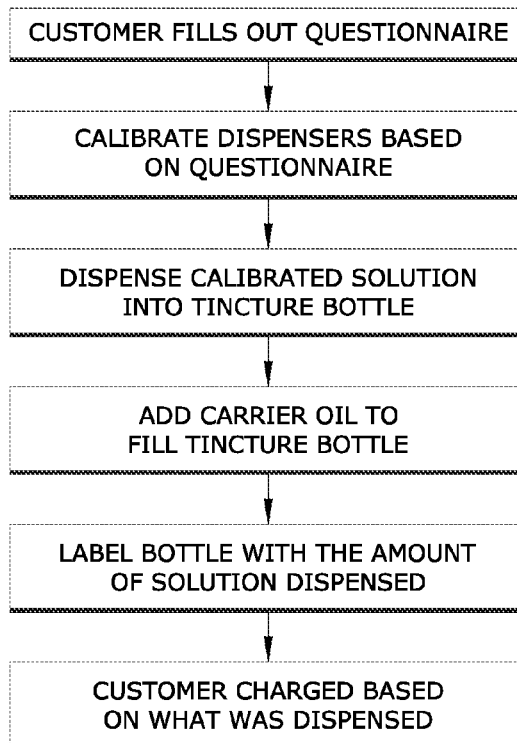 CUSTOMER FILLS OUT QUESTIONNAIRE
CALIBRATE DISPENSERS BASED
ON QUESTIONNAIRE
DISPENSE CALIBRATED SOLUTION
INTO TINCTURE BOTTLE
ADD CARRIER OIL TO
FILL TINCTURE BOTTLE
LABEL BOTTLE WITH THE AMOUNT
OF SOLUTION DISPENSED
CUSTOMER CHARGED BASED
ON WHAT WAS DISPENSED